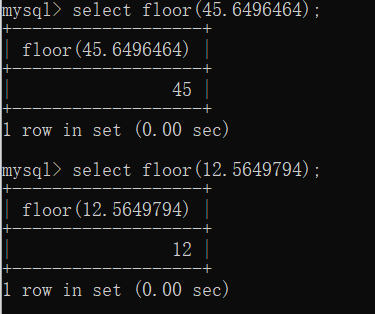 mysql> select floor(45.6496464);
+-------------------+
| floor(45.6496464) |
+-------------------+
|                45 |
+-------------------+
1 row in set (0.00 sec)

mysql> select floor(12.5649794);
+-------------------+
| floor(12.5649794) |
+-------------------+
|                12 |
+-------------------+
1 row in set (0.00 sec)